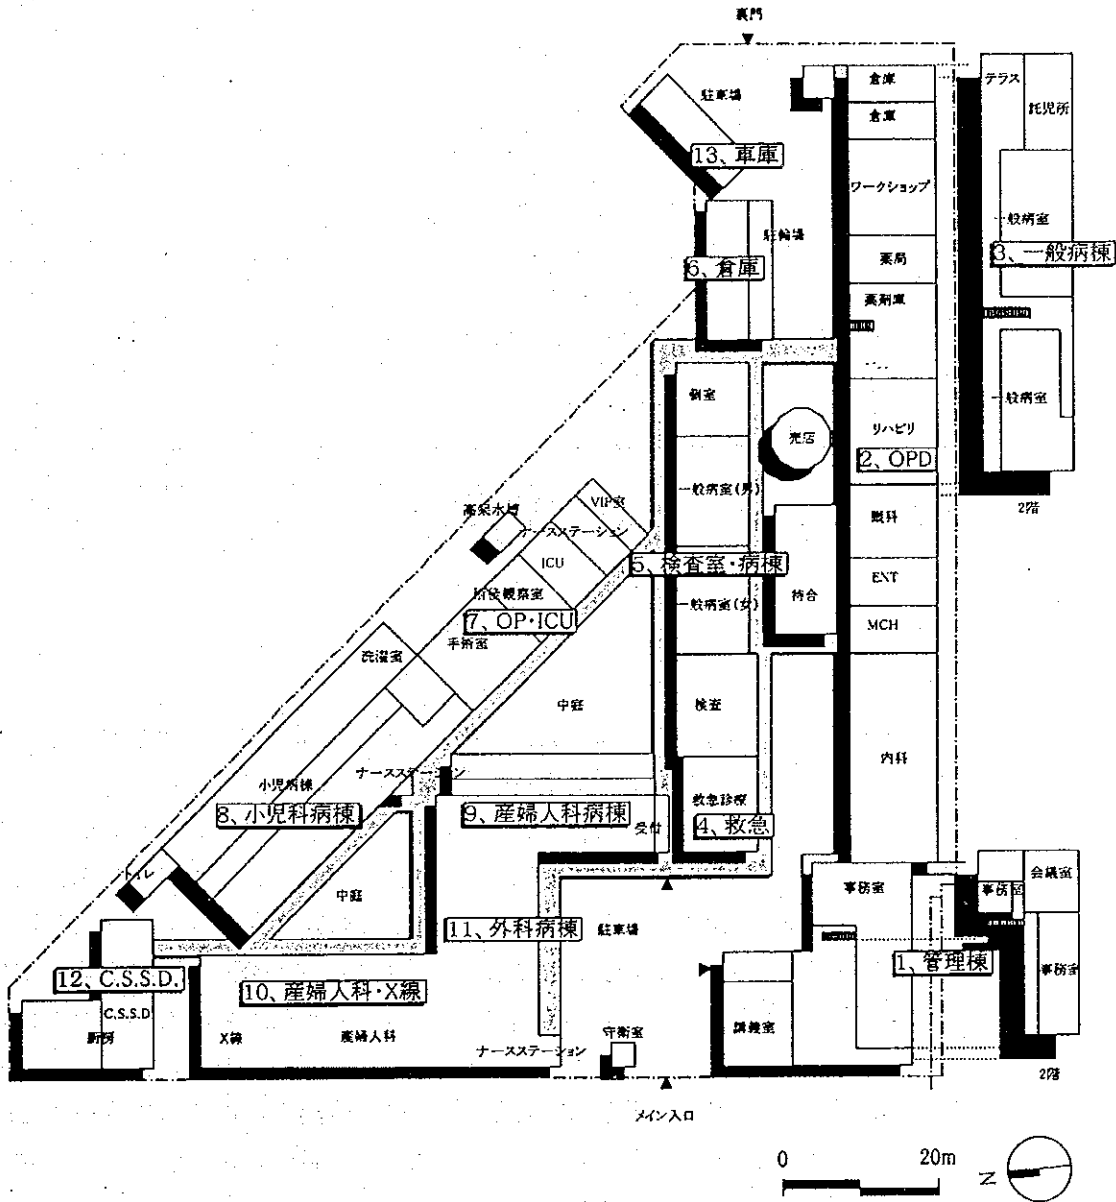 裏門
駐車場
13、車庫
倉庫
倉庫
ワークショップ
薬局
薬剤庫
テラス
託児所
一般病室
3、一般病棟
一般病室
2階
駐輪場
6、倉庫
個室
売店
リハビリ
2、OPD
一般病室(男)
眼科
ENT
MCH
待合
5、検査室・病棟
一般病室(女)
高架水槽
VIP室
ナースステーション
ICU
術後観察室
7、OP・ICU
手術室
洗濯室
中庭
検査
内科
ナースステーション
小児病棟
8、小児科病棟
9、産婦人科病棟
受付
救急診療
4、救急
トイレ
中庭
事務室
事務室
会議室
11、外科病棟
駐車場
1、管理棟
事務室
12、C.S.S.D.
10、産婦人科・X線
C.S.S.D
厨房
X線
産婦人科
ナースステーション
守衛室
講義室
2階
メイン入口
0
20m
N